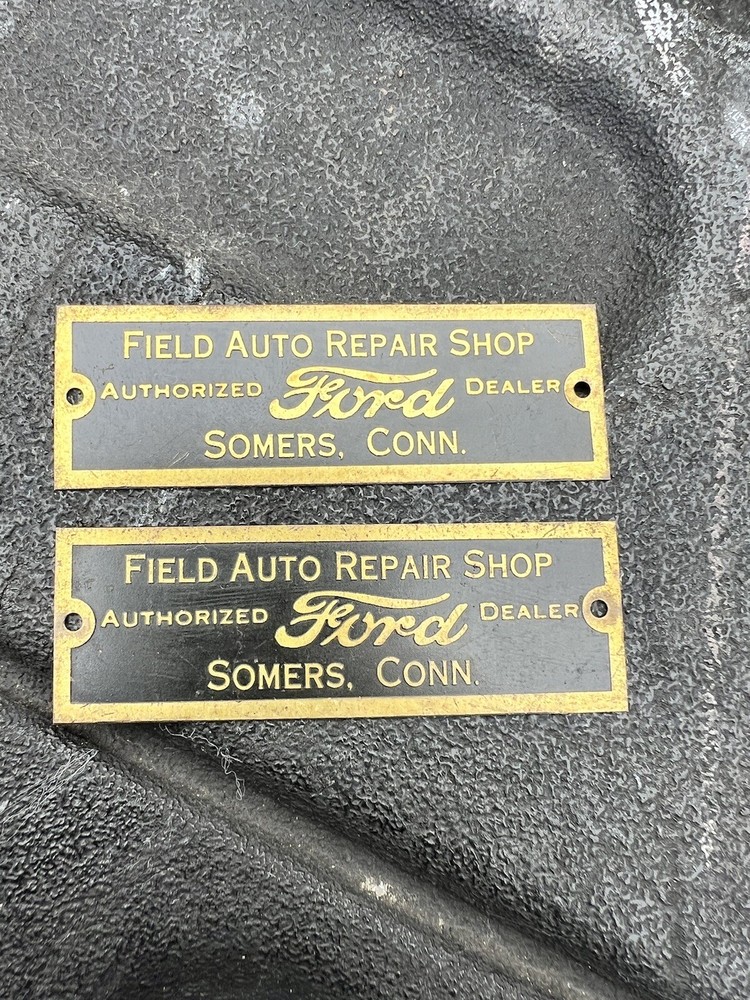 FIELD AUTO REPAIR SHOP
AUTHORIZED Ford DEALER
SOMERS, CONN.
FIELD AUTO REPAIR SHOP
AUTHORIZED Ford DEALER
SOMERS, CONN.